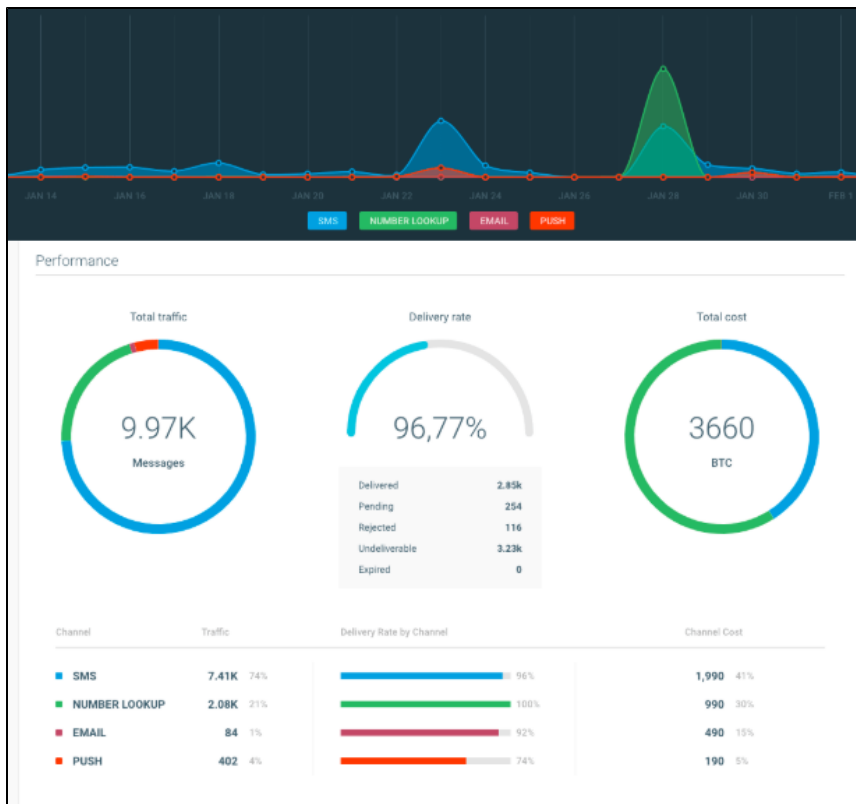 JAN 14 JAN 16 JAN 18 JAN 20 JAN 22 JAN 24 JAN 26 JAN 28 JAN 30 FEB 1
SMS NUMBER LOOKUP EMAIL PUSH
Performance
Total traffic Delivery rate Total cost
9.97K 96,77% 3660
Messages BTC
Delivered 2.85k
Pending 254
Rejected 116
Undeliverable 3.23k
Expired 0
Channel Traffic Delivery Rate by Channel Channel Cost
SMS 7.41K 74% 96% 1,990 41%
NUMBER LOOKUP 2.08K 21% 100% 990 30%
EMAIL 84 1% 92% 490 15%
PUSH 402 4% 74% 190 5%